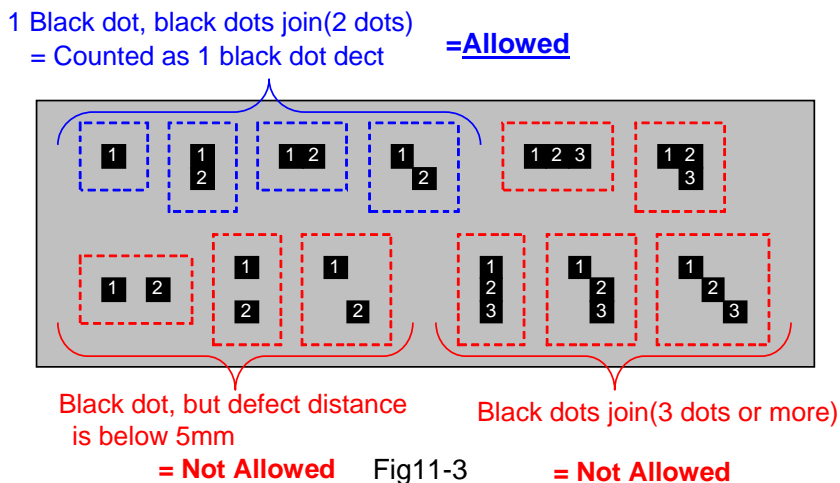 1 Black dot, black dots join(2 dots)
= Counted as 1 black dot dect
=Allowed
1
1
2
1 2
1
2
1 2 3
1 2
3
1 2
1
2
1
2
1
2
3
1
2
3
1
2
3
Black dot, but defect distance
is below 5mm
= Not Allowed
Black dots join(3 dots or more)
= Not Allowed
Fig11-3